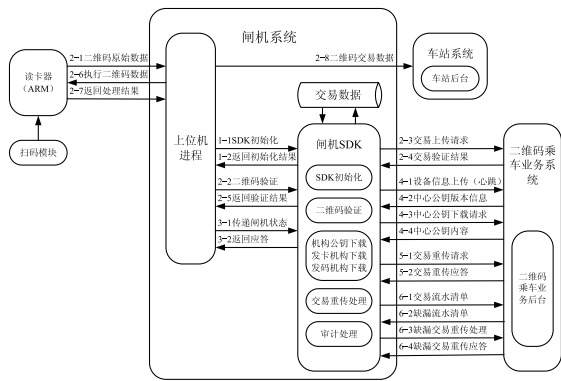 闸机系统
2-1二维码原始数据
2-6执行二维码数据
2-7返回处理结果
读卡器
（ARM）
扫码模块
上位机
进程
2-8二维码交易数据
车站系统
车站后台
交易数据
1-1SDK初始化
1-2返回初始化结果
2-2二维码验证
2-5返回验证结果
3-1传递闸机状态
3-2返回应答
闸机SDK
SDK初始化
二维码验证
机构公钥下载
发卡机构下载
发码机构下载
交易重传处理
审计处理
2-3交易上传请求
2-4交易验证结果
4-1设备信息上传（心跳）
4-2中心公钥版本信息
4-3中心公钥下载请求
4-4中心公钥内容
5-1交易重传请求
5-2交易重传应答
6-1交易流水清单
6-2缺漏流水清单
6-3缺漏交易重传处理
6-4缺漏交易重传应答
二维码乘
车业务系
统
二维码
乘车业
务后台